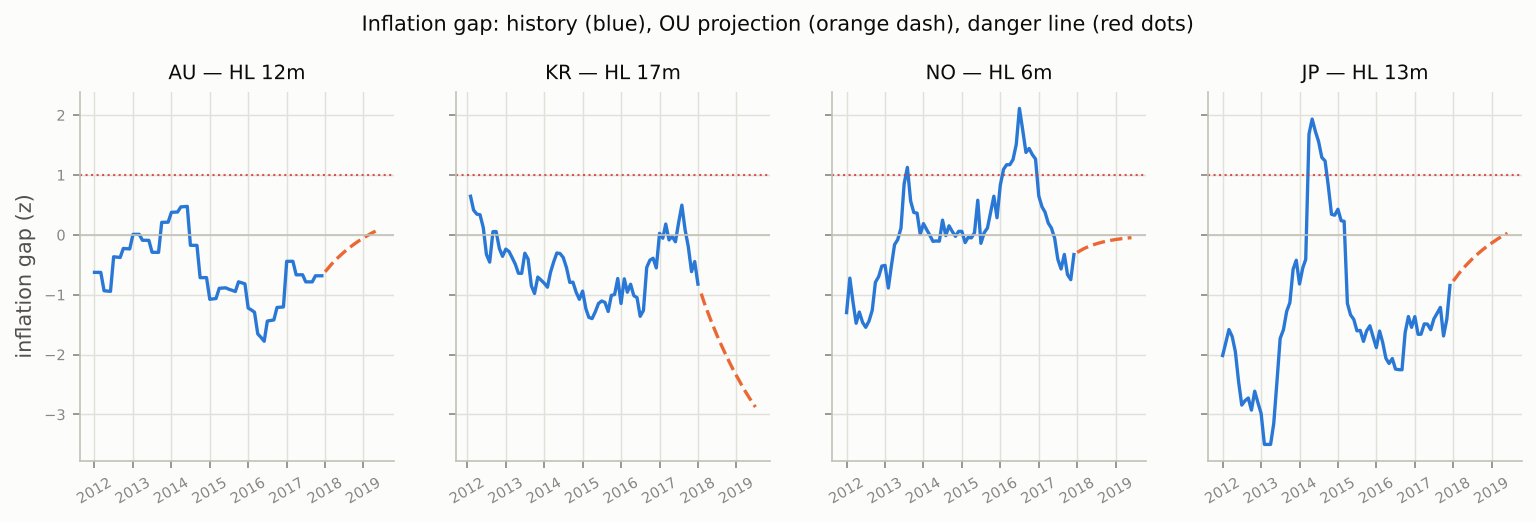 Inflation gap: history (blue), OU projection (orange dash), danger line (red dots)
AU — HL 12m
KR — HL 17m
NO — HL 6m
JP — HL 13m
inflation gap (z)
2
1
0
−1
−2
−3
2012 2013 2014 2015 2016 2017 2018 2019
2012 2013 2014 2015 2016 2017 2018 2019
2012 2013 2014 2015 2016 2017 2018 2019
2012 2013 2014 2015 2016 2017 2018 2019